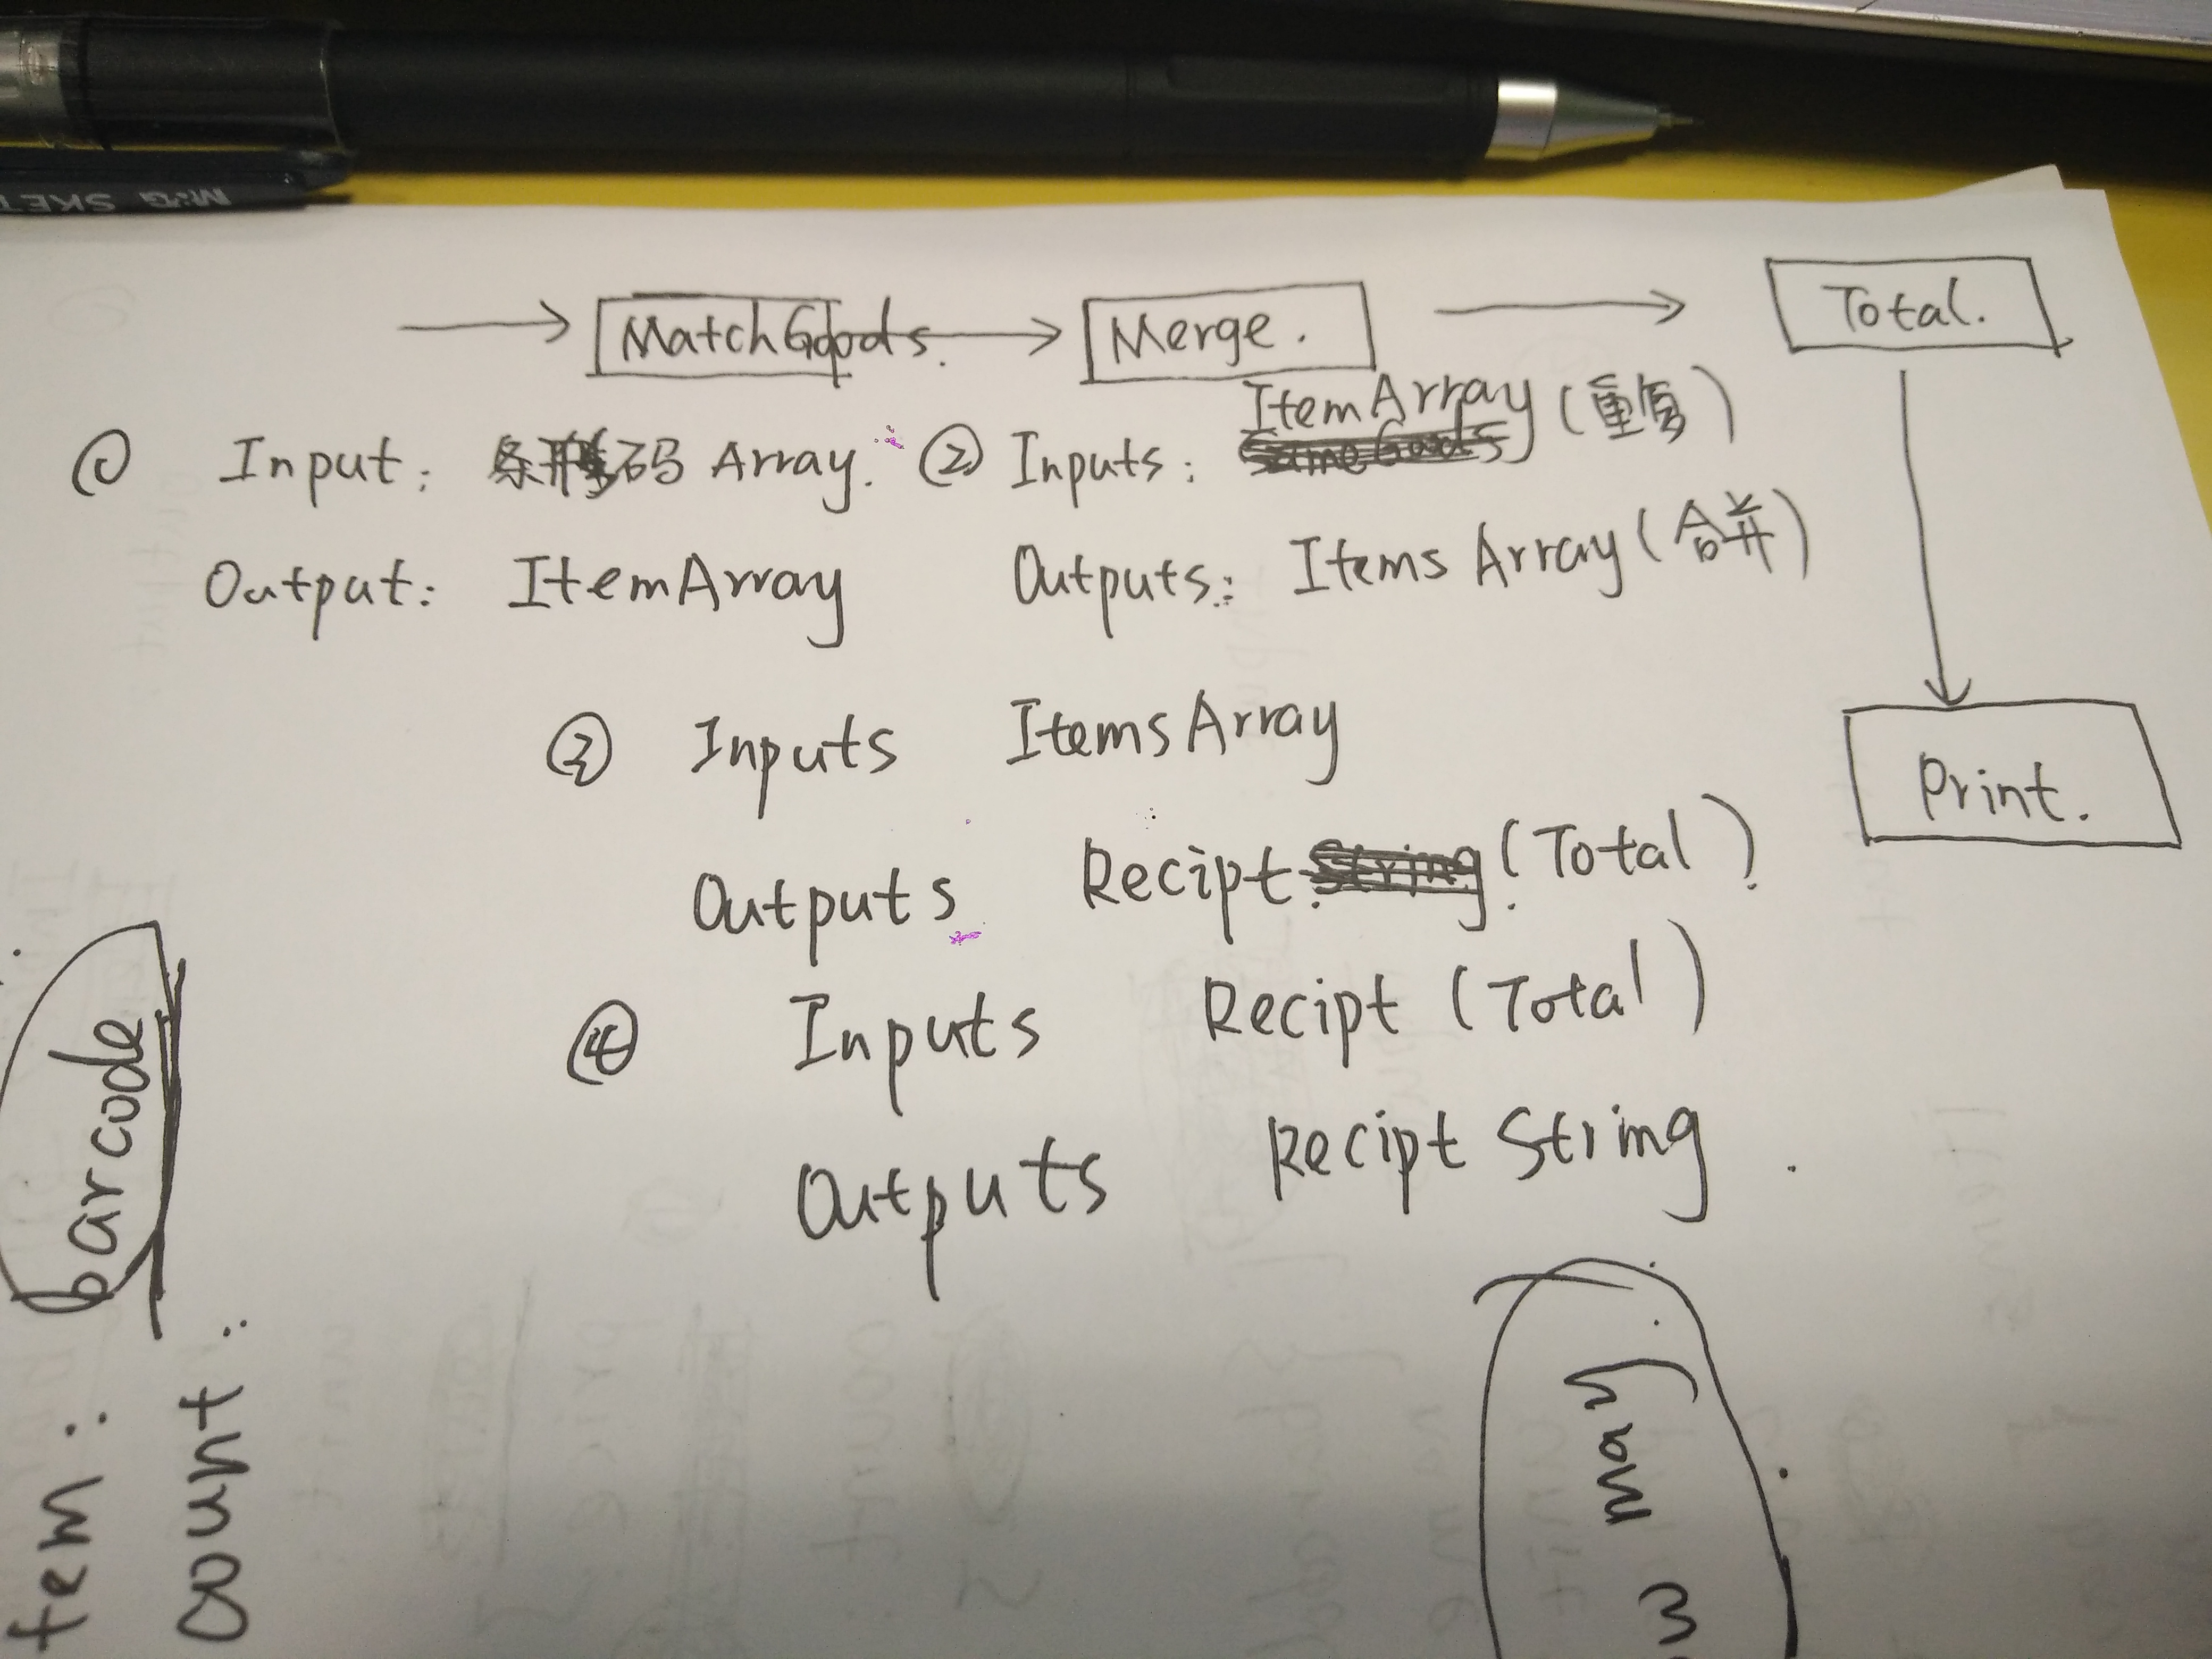 M&G SKET
MatchGoods. Merge. Total.
① Input: 条形码 Array. ② Inputs: ItemArray (重复)
Output: ItemArray Outputs: Items Array (合并)
Print.
③ Inputs ItemsArray
Outputs Recipt (Total).
④ Inputs Recipt (Total)
Outputs Recipt String.
barcode
tem:
count: